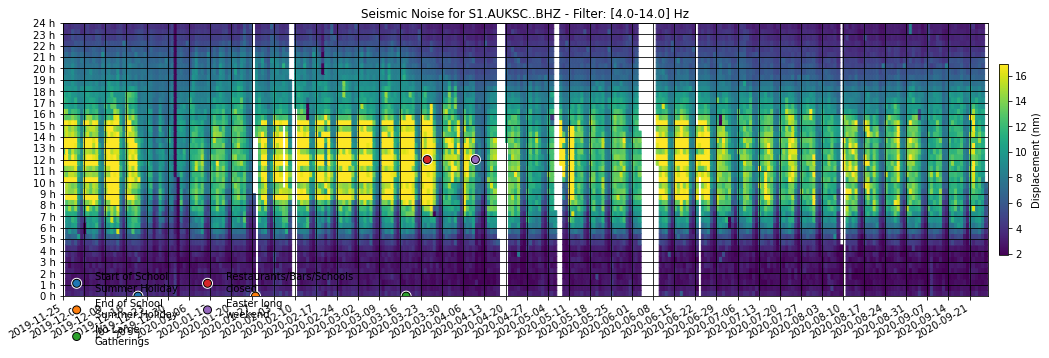 Seismic Noise for S1.AUKSC..BHZ - Filter: [4.0-14.0] Hz
24 h
23 h
22 h
21 h
20 h
19 h
18 h
17 h
16 h
15 h
14 h
13 h
12 h
11 h
10 h
9 h
8 h
7 h
6 h
5 h
4 h
3 h
2 h
1 h
0 h
16
14
12
10
8
6
4
2
Displacement (nm)
Start of School
Summer Holiday
End of School
Summer Holiday
No Large
Gatherings
Restaurants/Bars/Schools
closed
Easter long
weekend
2019-11-25
2019-12-02
2020-02-10
2020-02-17
2020-02-24
2020-03-02
2020-03-09
2020-03-16
2020-03-23
2020-03-30
2020-04-06
2020-04-13
2020-04-20
2020-04-27
2020-05-04
2020-05-11
2020-05-18
2020-05-25
2020-06-01
2020-06-08
2020-06-15
2020-06-22
2020-06-29
2020-07-06
2020-07-13
2020-07-20
2020-07-27
2020-08-03
2020-08-10
2020-08-17
2020-08-24
2020-08-31
2020-09-07
2020-09-14
2020-09-21